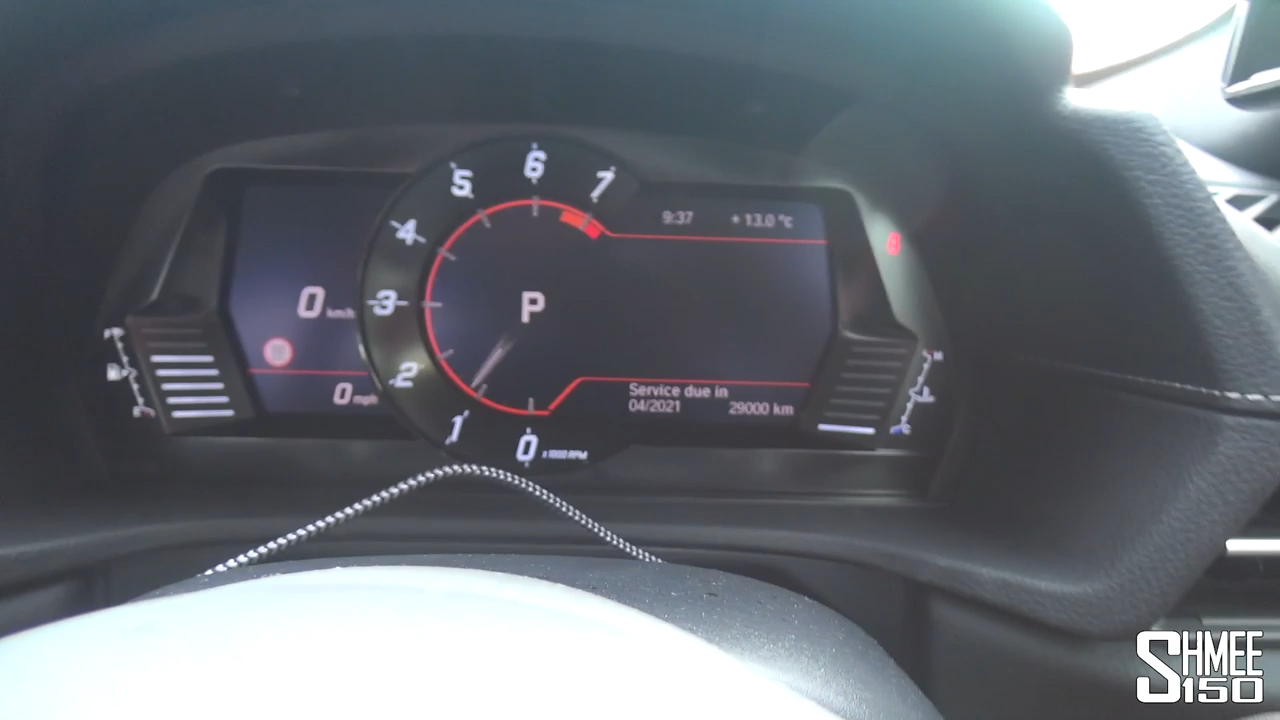 5 6 7
4
3
2
1
0 x1000 RPM
P
0 km/h
0 mph
9:37 +13.0 °C
Service due in
04/2021 29000 km
SHMEE
150